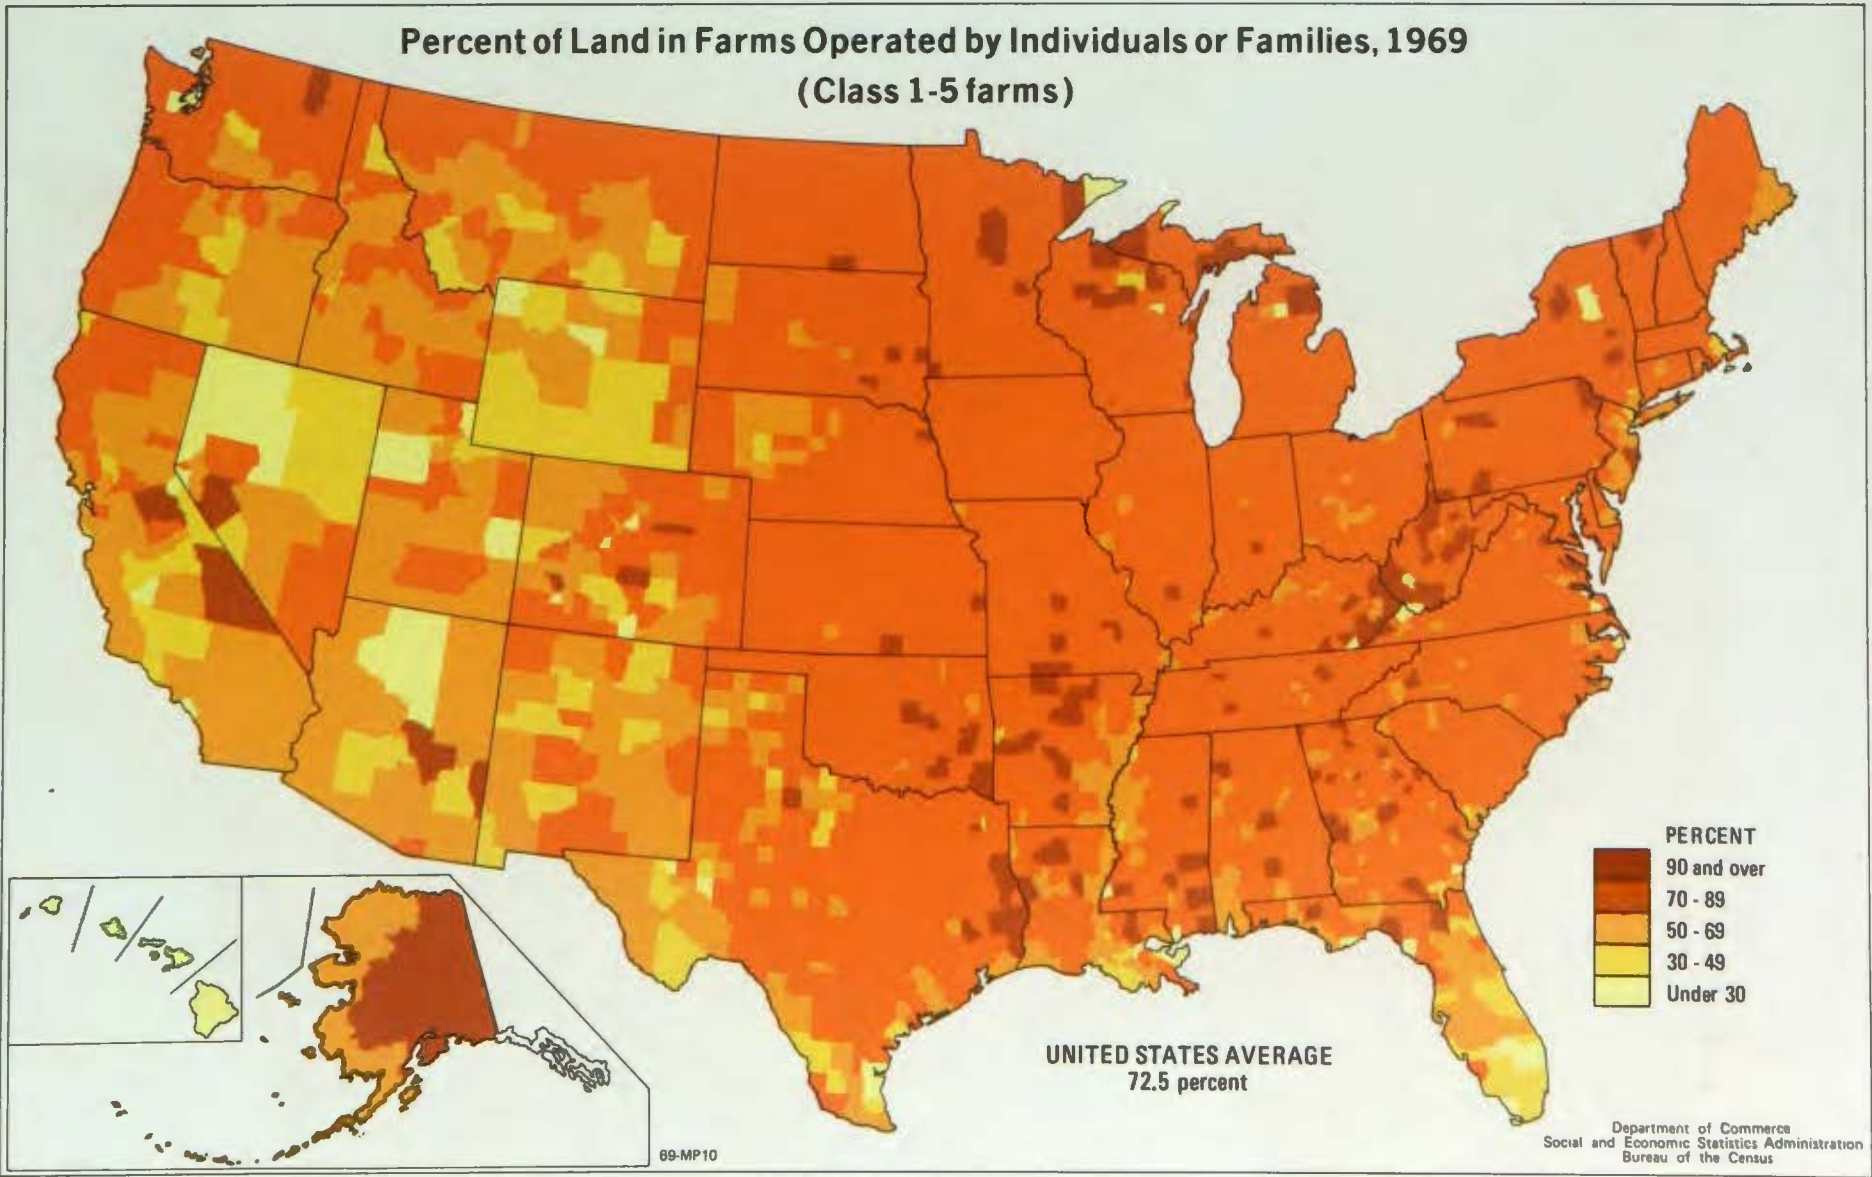 Percent of Land in Farms Operated by Individuals or Families, 1969
(Class 1-5 farms)
PERCENT
90 and over
70 - 89
50 - 69
30 - 49
Under 30
UNITED STATES AVERAGE
72.5 percent
69-MP10
Department of Commerce
Social and Economic Statistics Administration
Bureau of the Census